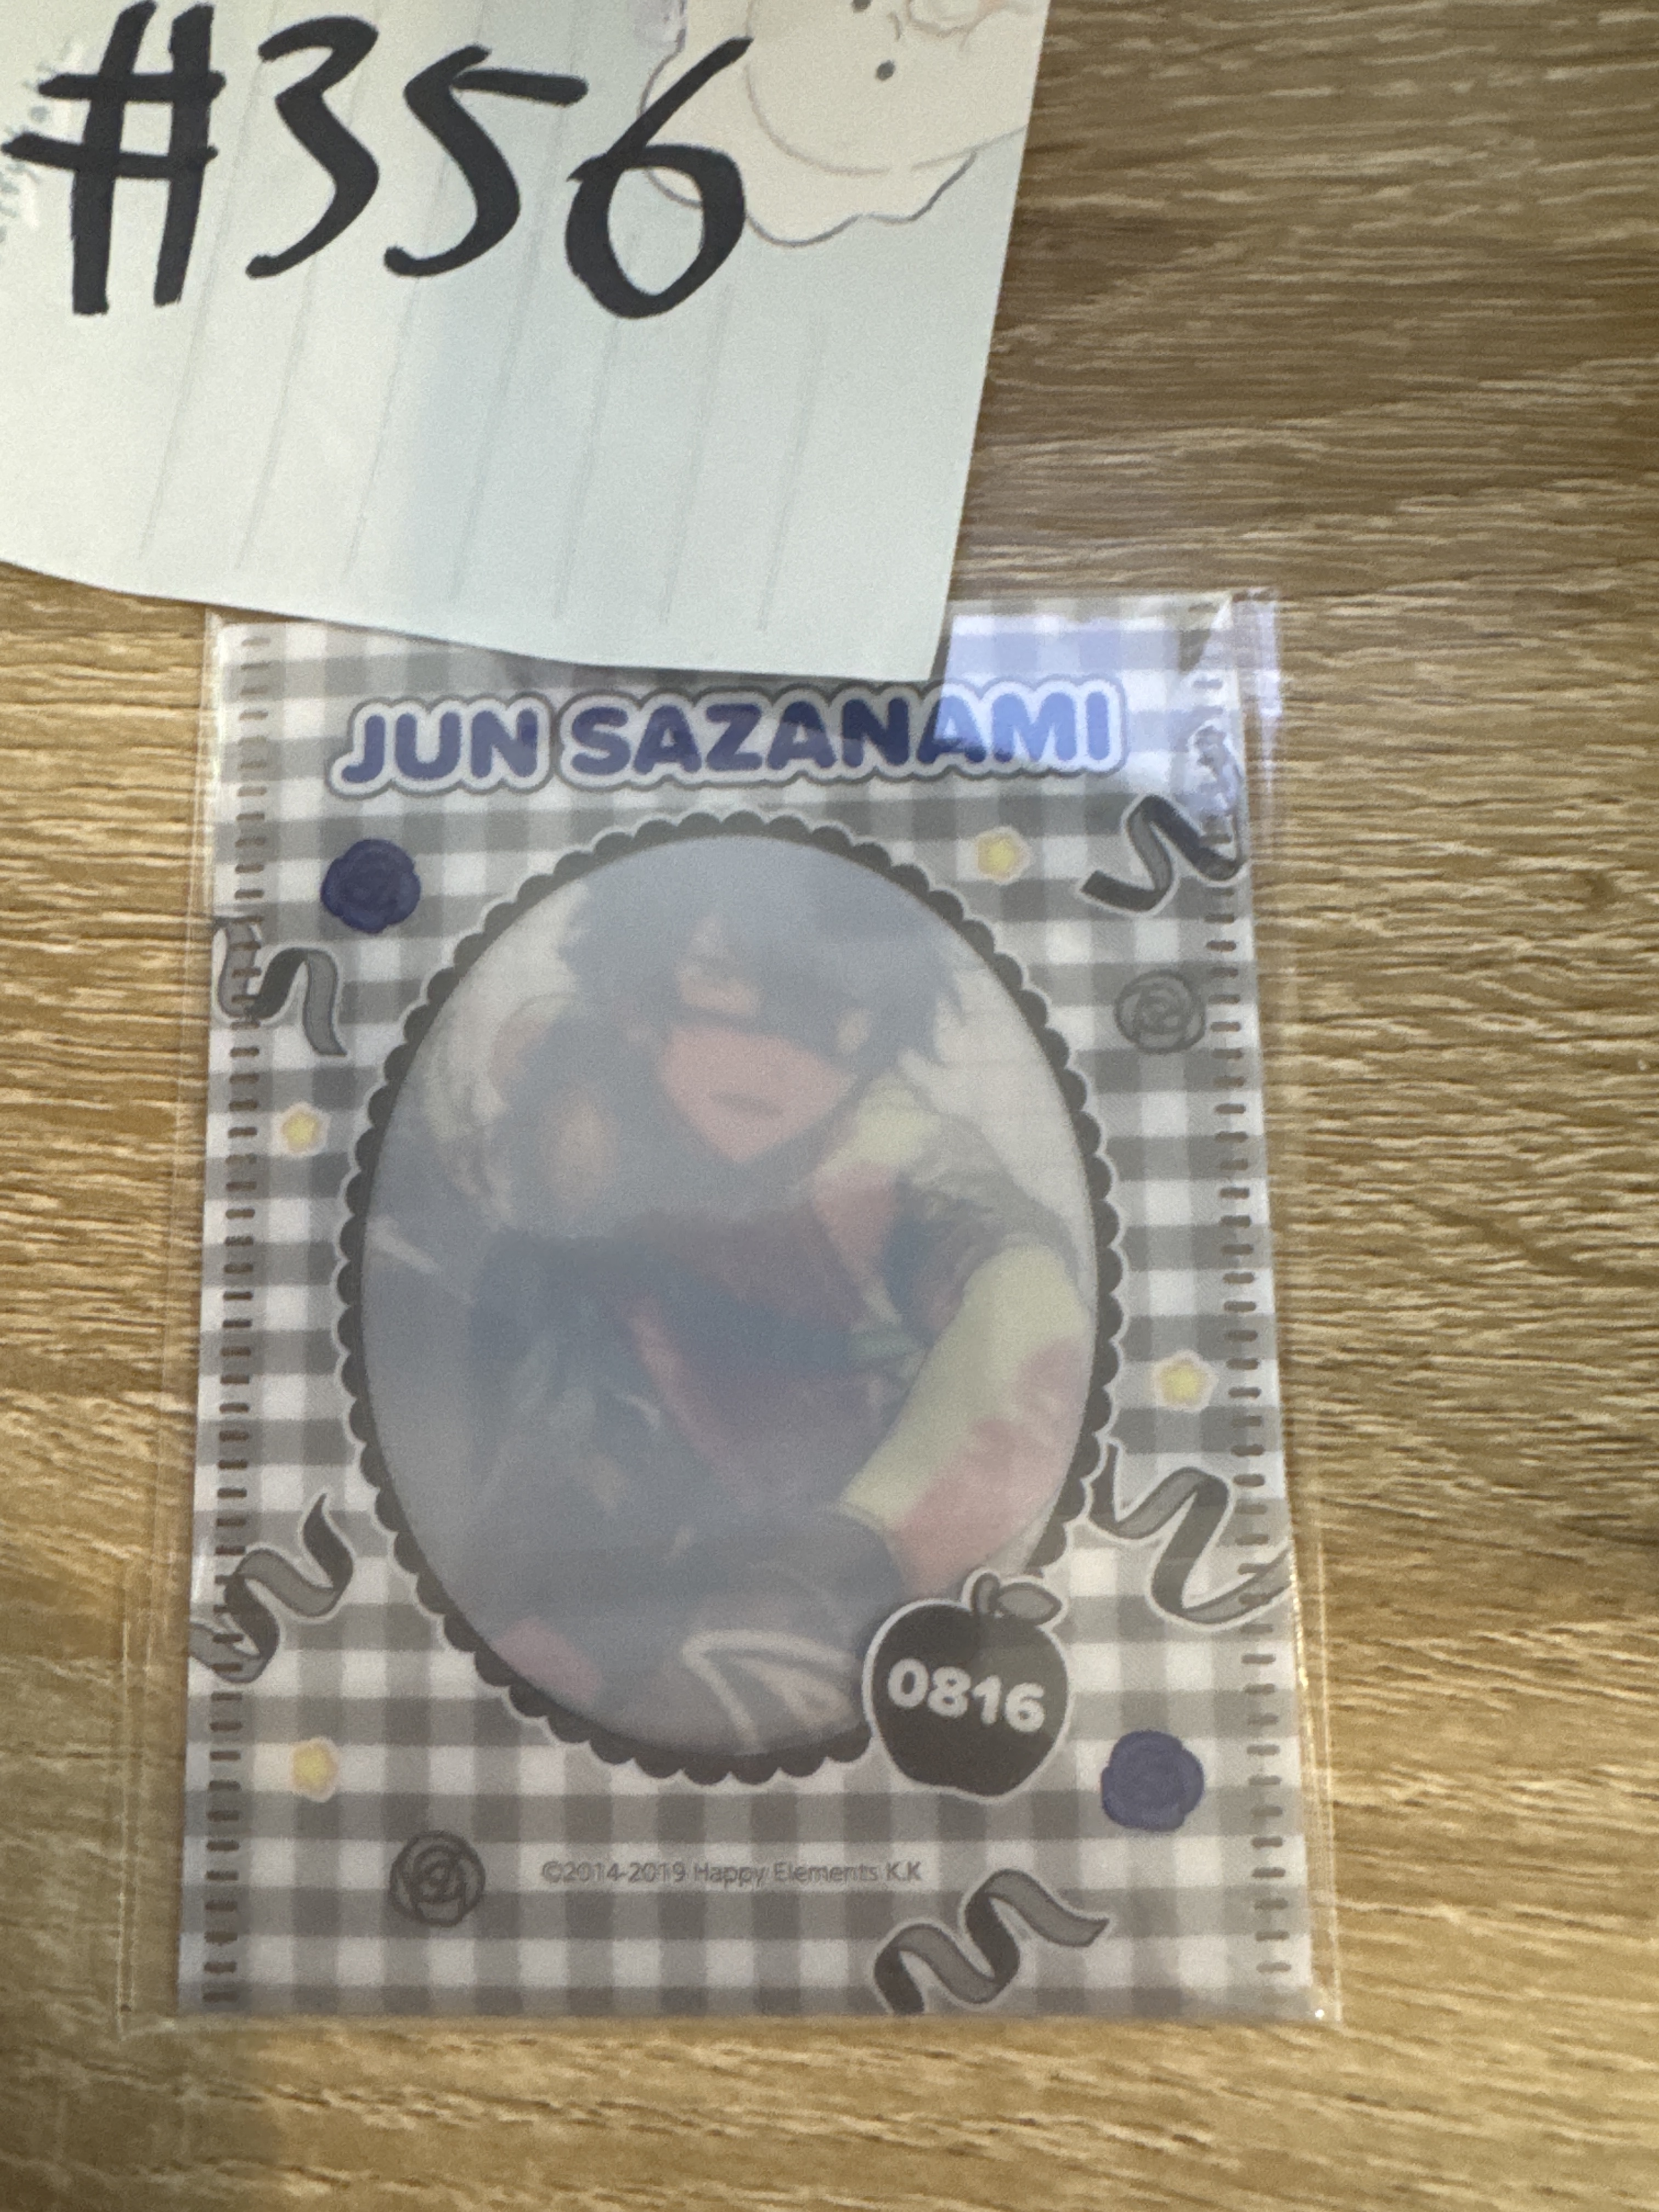 #356
JUN SAZANAMI
0816
©2014-2019 Happy Elements K.K